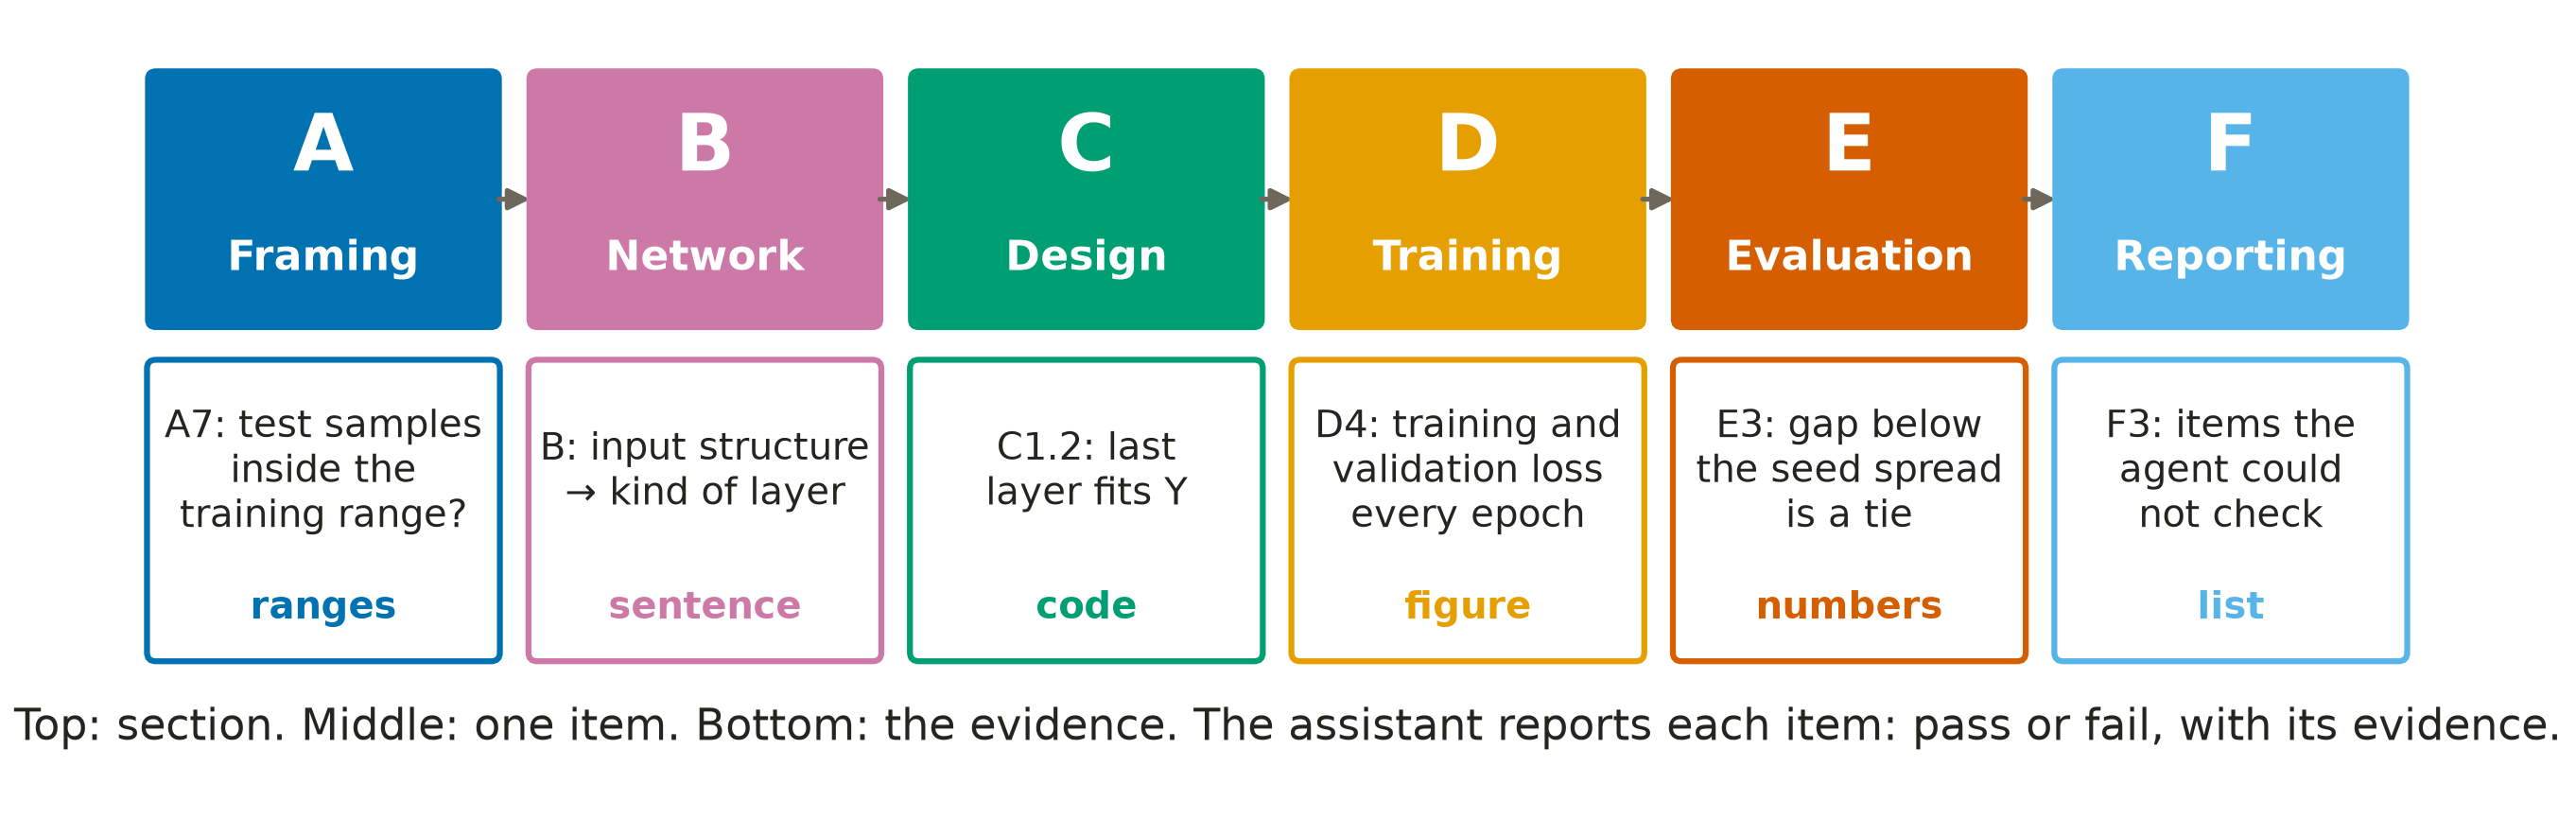 A
Framing
B
Network
C
Design
D
Training
E
Evaluation
F
Reporting
A7: test samples
inside the
training range?
ranges
B: input structure
→ kind of layer
sentence
C1.2: last
layer fits Y
code
D4: training and
validation loss
every epoch
figure
E3: gap below
the seed spread
is a tie
numbers
F3: items the
agent could
not check
list
Top: section. Middle: one item. Bottom: the evidence. The assistant reports each item: pass or fail, with its evidence.